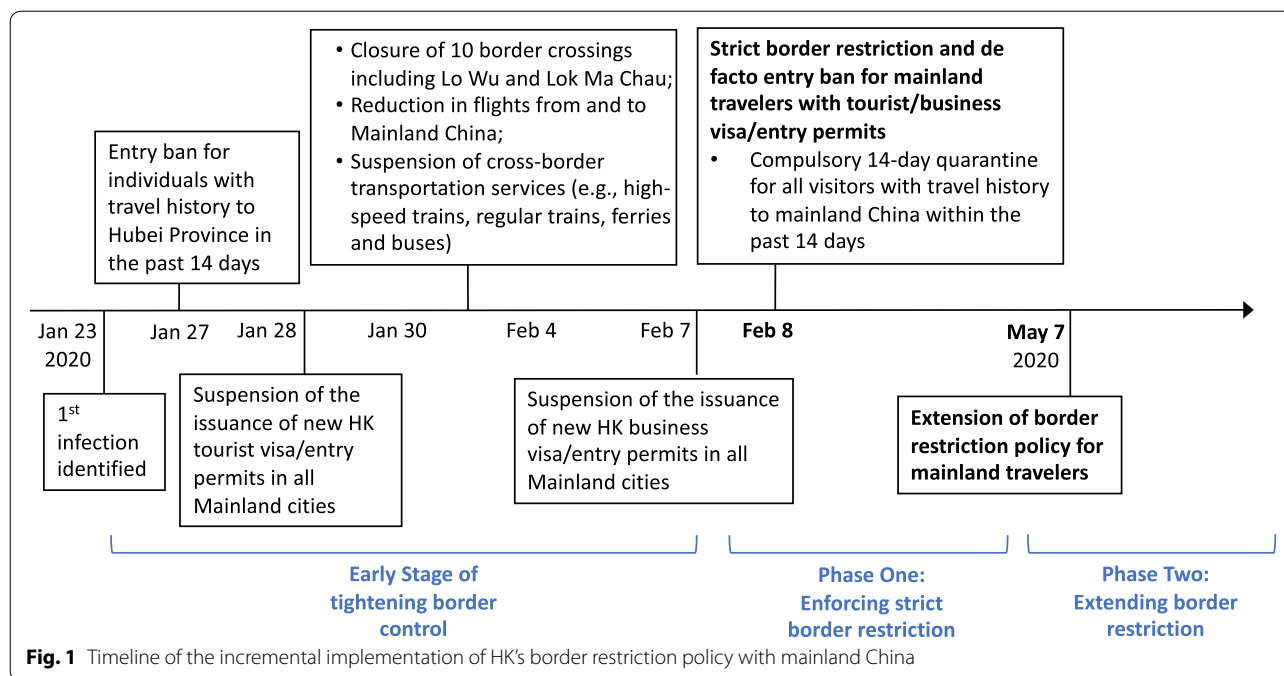 • Closure of 10 border crossings
including Lo Wu and Lok Ma Chau;
• Reduction in flights from and to
Mainland China;
• Suspension of cross-border
transportation services (e.g., high-
speed trains, regular trains, ferries
and buses)
Strict border restriction and de
facto entry ban for mainland
travelers with tourist/business
visa/entry permits
• Compulsory 14-day quarantine
for all visitors with travel history
to mainland China within the
past 14 days
Entry ban for
individuals with
travel history to
Hubei Province in
the past 14 days
Jan 23
2020
Jan 27
Jan 28
Jan 30
Feb 4
Feb 7
Feb 8
May 7
2020
1st
infection
identified
Suspension of the
issuance of new HK
tourist visa/entry
permits in all
Mainland cities
Suspension of the issuance
of new HK business
visa/entry permits in all
Mainland cities
Extension of border
restriction policy for
mainland travelers
Early Stage of
tightening border
control
Phase One:
Enforcing strict
border restriction
Phase Two:
Extending border
restriction
Fig. 1 Timeline of the incremental implementation of HK's border restriction policy with mainland China